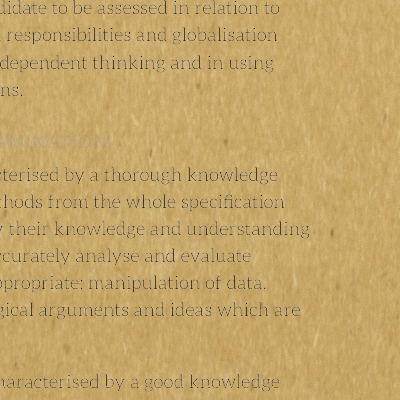 didate to be assessed in relation to
responsibilities and globalisation
dependent thinking and in using
ns.
cterised by a thorough knowledge
thods from the whole specification
y their knowledge and understanding
ccurately analyse and evaluate
ppropriate; manipulation of data.
gical arguments and ideas which are
haracterised by a good knowledge